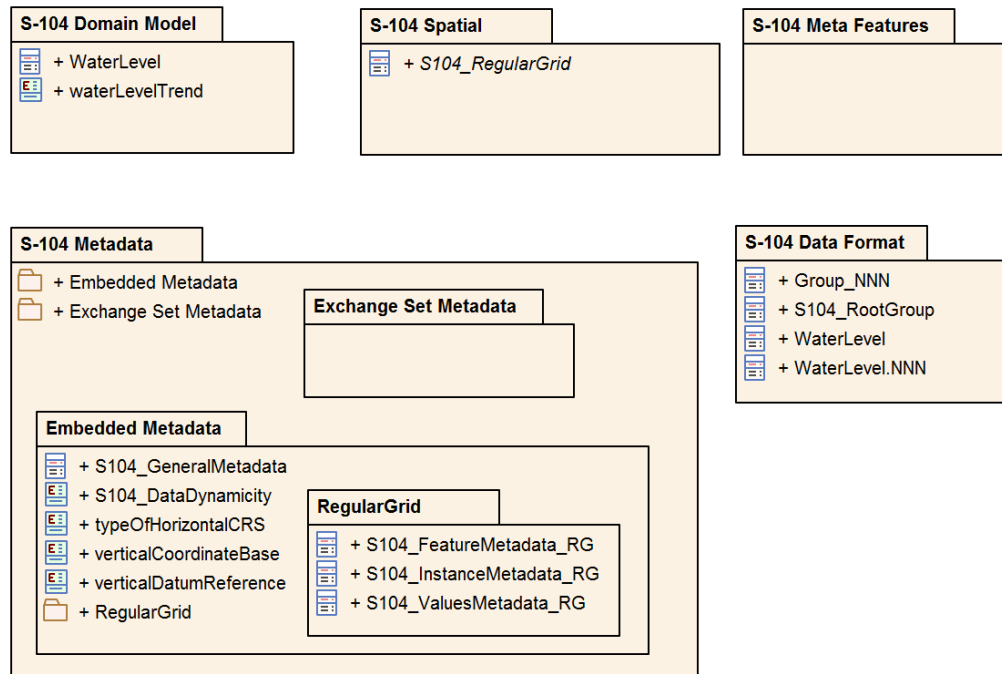 S-104 Domain Model
+ WaterLevel
+ waterLevelTrend
S-104 Spatial
+ S104_RegularGrid
S-104 Meta Features
S-104 Metadata
+ Embedded Metadata
+ Exchange Set Metadata
Exchange Set Metadata
Embedded Metadata
+ S104_GeneralMetadata
+ S104_DataDynamicity
+ typeOfHorizontalCRS
+ verticalCoordinateBase
+ verticalDatumReference
+ RegularGrid
RegularGrid
+ S104_FeatureMetadata_RG
+ S104_InstanceMetadata_RG
+ S104_ValuesMetadata_RG
S-104 Data Format
+ Group_NNN
+ S104_RootGroup
+ WaterLevel
+ WaterLevel.NNN